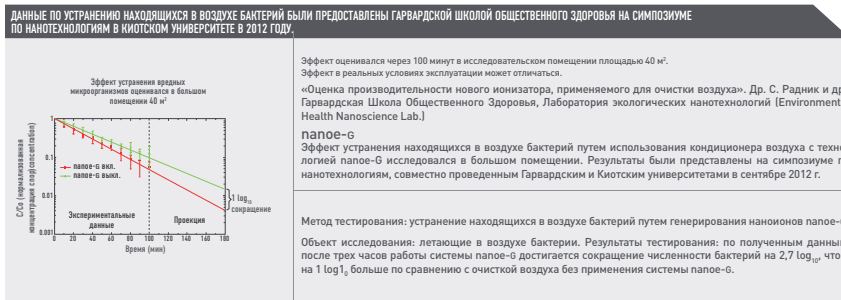 ДАННЫЕ ПО УСТРАНЕНИЮ НАХОДЯЩИХСЯ В ВОЗДУХЕ БАКТЕРИЙ БЫЛИ ПРЕДОСТАВЛЕНЫ ГАРВАРДСКОЙ ШКОЛОЙ ОБЩЕСТВЕННОГО ЗДОРОВЬЯ НА СИМПОЗИУМЕ
ПО НАНОТЕХНОЛОГИЯМ В КИОТСКОМ УНИВЕРСИТЕТЕ В 2012 ГОДУ.
Эффект устранения вредных
микроорганизмов оценивался в большом
помещении 40 м²
C/Co (нормализованная
концентрация спор)concentration)
1
0.1
0.01
0.001
nanoe-G вкл.
nanoe-G выкл.
1 log₁₀
сокращение
Экспериментальные
данные
Проекция
0 20 40 60 80 100 120 140 160 180
Время (мин)
Эффект оценивался через 100 минут в исследовательском помещении площадью 40 м².
Эффект в реальных условиях эксплуатации может отличаться.
«Оценка производительности нового ионизатора, применяемого для очистки воздуха». Др. С. Радник и др
Гарвардская Школа Общественного Здоровья, Лаборатория экологических нанотехнологий (Environment
Health Nanoscience Lab.)
nanoe-G
Эффект устранения находящихся в воздухе бактерий путем использования кондиционера воздуха с техно
логией nanoe-G исследовался в большом помещении. Результаты были представлены на симпозиуме п
нанотехнологиям, совместно проведенным Гарвардским и Киотским университетами в сентябре 2012 г.
Метод тестирования: устранение находящихся в воздухе бактерий путем генерирования наноионов nanoe-G
Объект исследования: летающие в воздухе бактерии. Результаты тестирования: по полученным данны
после трех часов работы системы nanoe-G достигается сокращение численности бактерий на 2,7 log₁₀, что
на 1 log1₀ больше по сравнению с очисткой воздуха без применения системы nanoe-G.